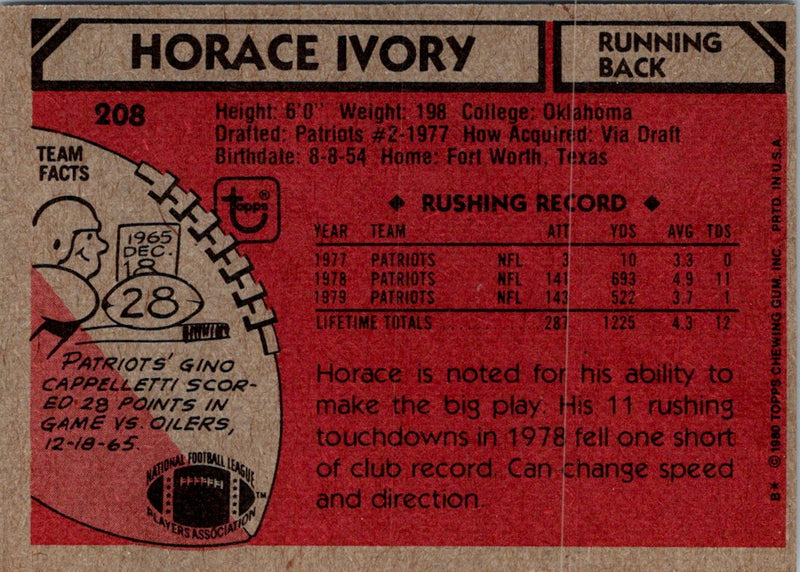 HORACE IVORY
RUNNING
BACK
208
Height: 6'0" Weight: 198 College: Oklahoma
Drafted: Patriots #2-1977 How Acquired: Via Draft
Birthdate: 8-8-54 Home: Fort Worth, Texas
TEAM
FACTS
1965
DEC.
18
28
topps®
RUSHING RECORD
YEAR TEAM ATT YDS AVG TDS
1977 PATRIOTS NFL 3 10 3.3 0
1978 PATRIOTS NFL 141 693 4.9 11
1979 PATRIOTS NFL 143 522 3.7 1
LIFETIME TOTALS 287 1225 4.3 12
PATRIOTS' GINO
CAPPELLETTI SCOR-
ED 28 POINTS IN
GAME VS. OILERS,
12-18-65.
Horace is noted for his ability to
make the big play. His 11 rushing
touchdowns in 1978 fell one short
of club record. Can change speed
and direction.
NATIONAL FOOTBALL LEAGUE
PLAYERS ASSOCIATION
TM
B* © 1980 TOPPS CHEWING GUM, INC. PRTD. IN U.S.A.